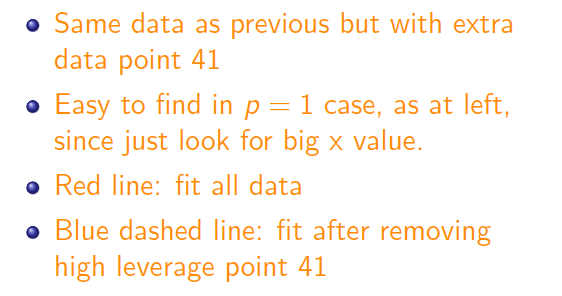 Same data as previous but with extra
data point 41
Easy to find in p = 1 case, as at left,
since just look for big x value.
Red line: fit all data
Blue dashed line: fit after removing
high leverage point 41